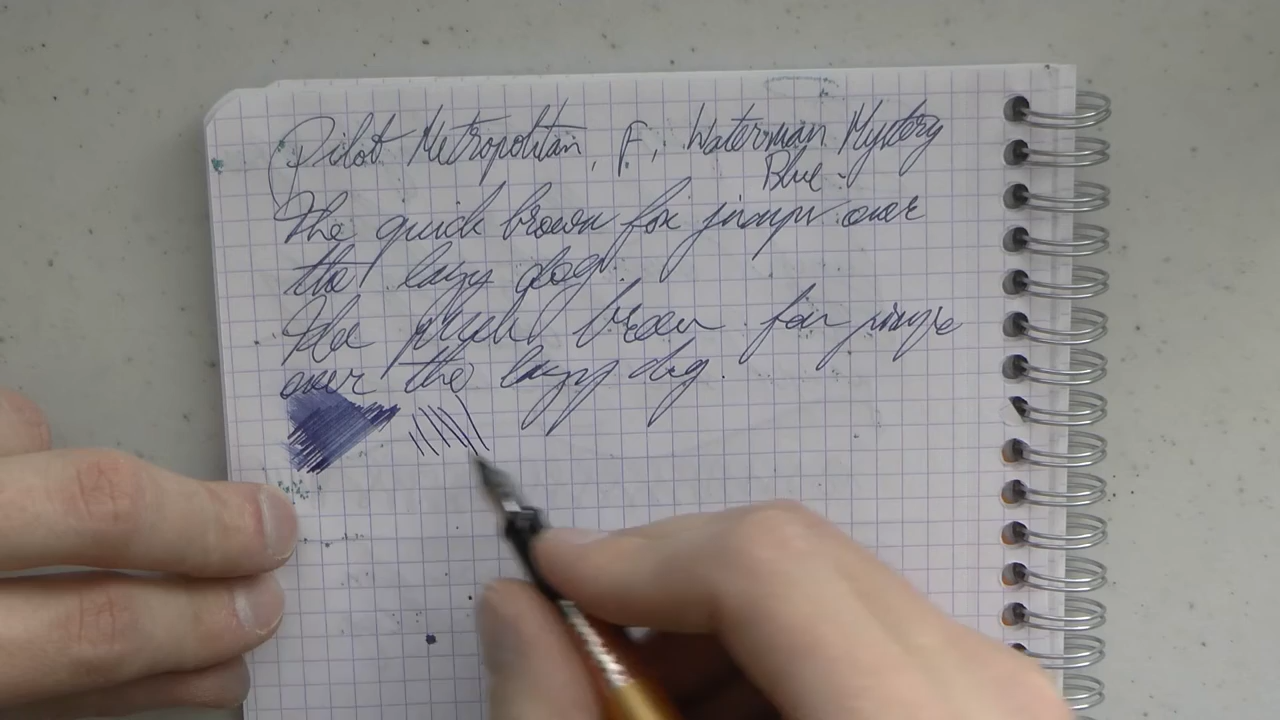 Pilot Metropolitan, F, Waterman Mystery
Blue.
The quick brown fox jumps over
the lazy dog.
The quick brown fox jumps
over the lazy dog.